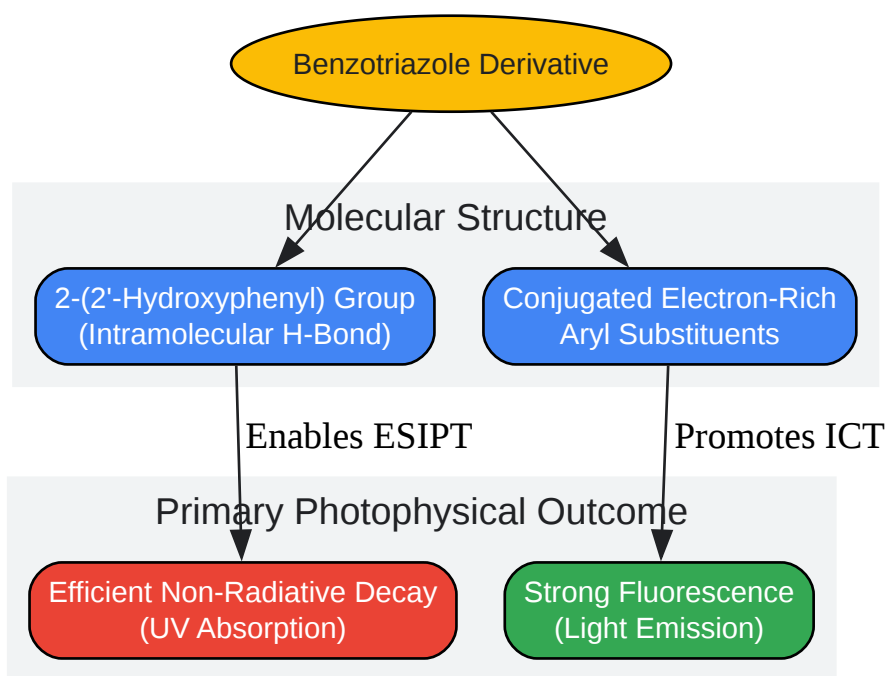 Benzotriazole Derivative
Molecular Structure
2-(2'-Hydroxyphenyl) Group
(Intramolecular H-Bond)
Conjugated Electron-Rich
Aryl Substituents
Enables ESIPT
Promotes ICT
Primary Photophysical Outcome
Efficient Non-Radiative Decay
(UV Absorption)
Strong Fluorescence
(Light Emission)